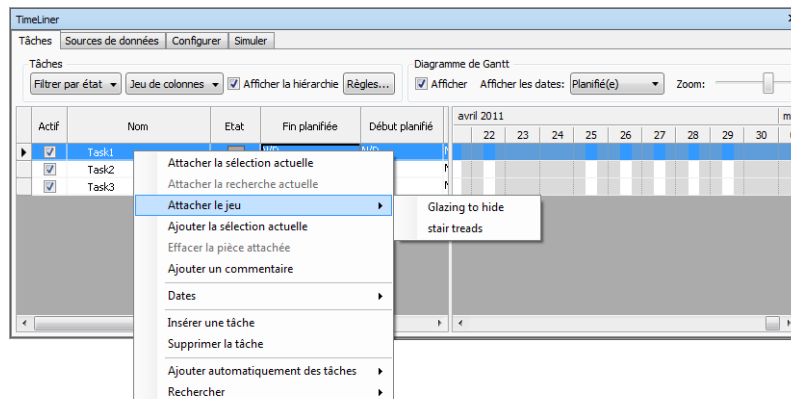 TimeLiner
Tâches Sources de données Configurer Simuler
Tâches Diagramme de Gantt
Filtrer par état Jeu de colonnes Afficher la hiérarchie Règles... Afficher Afficher les dates: Planifié(e) Zoom:
avril 2011
Actif Nom Etat Fin planifiée Début planifié
22 23 24 25 26 27 28 29 30
Task1
Task2
Task3
Attacher la sélection actuelle
Attacher la recherche actuelle
Attacher le jeu
Glazing to hide
stair treads
Ajouter la sélection actuelle
Effacer la pièce attachée
Ajouter un commentaire
Dates
Insérer une tâche
Supprimer la tâche
Ajouter automatiquement des tâches
Rechercher